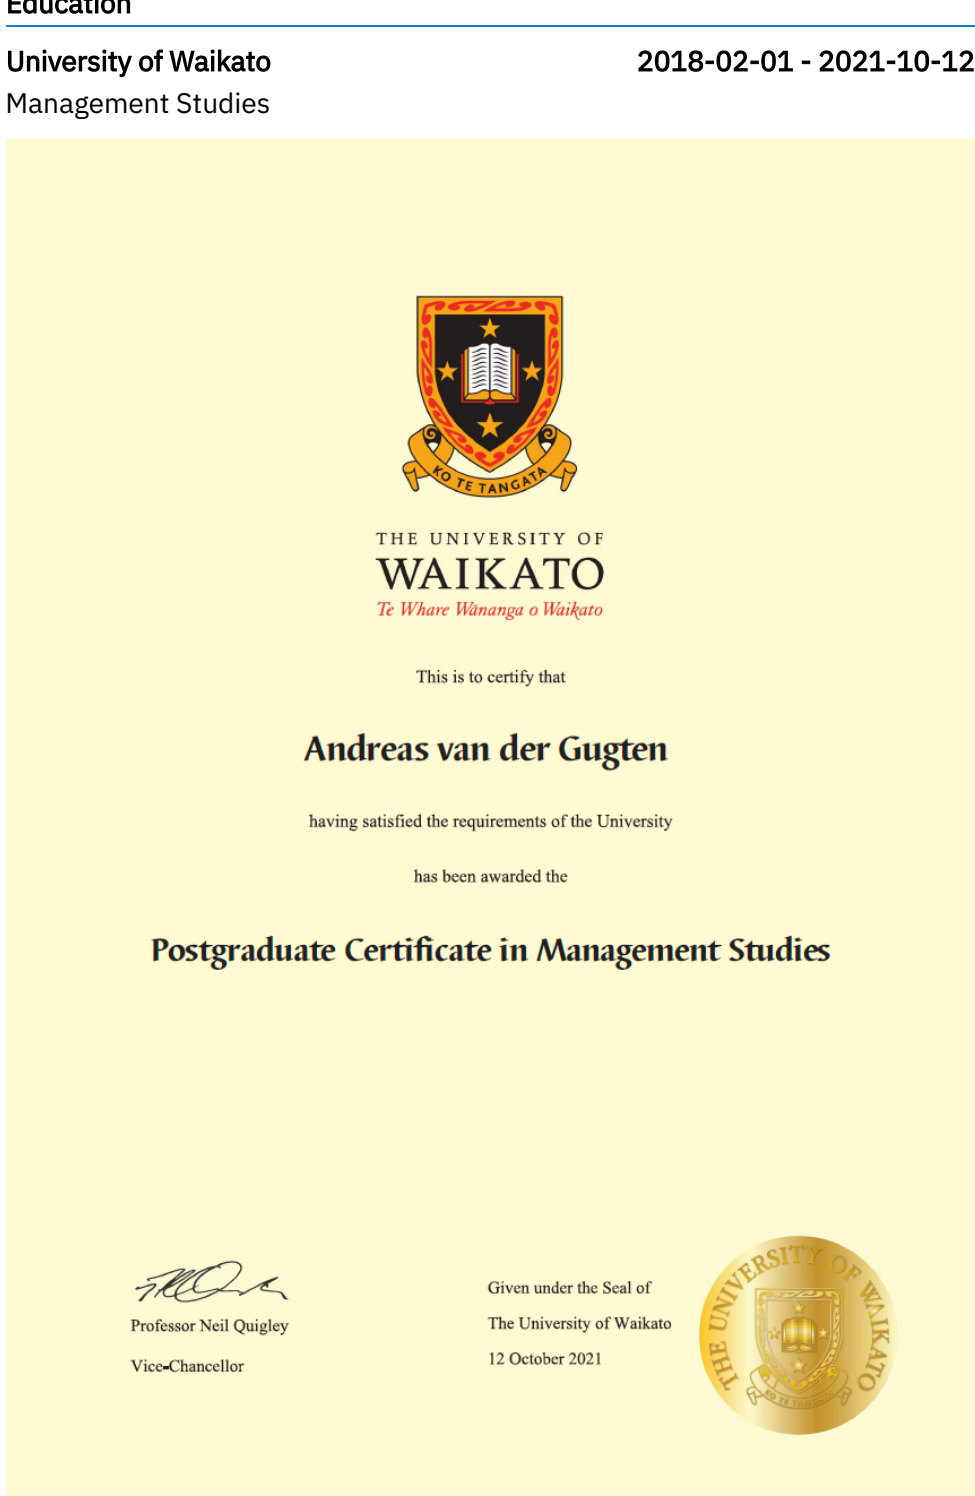 Education
University of Waikato 2018-02-01 - 2021-10-12
Management Studies
KO TE TANGATA
THE UNIVERSITY OF
WAIKATO
Te Whare Wānanga o Waikato
This is to certify that
Andreas van der Gugten
having satisfied the requirements of the University
has been awarded the
Postgraduate Certificate in Management Studies
Professor Neil Quigley
Vice-Chancellor
Given under the Seal of
The University of Waikato
12 October 2021
THE UNIVERSITY OF WAIKATO
KO TE TANGATA